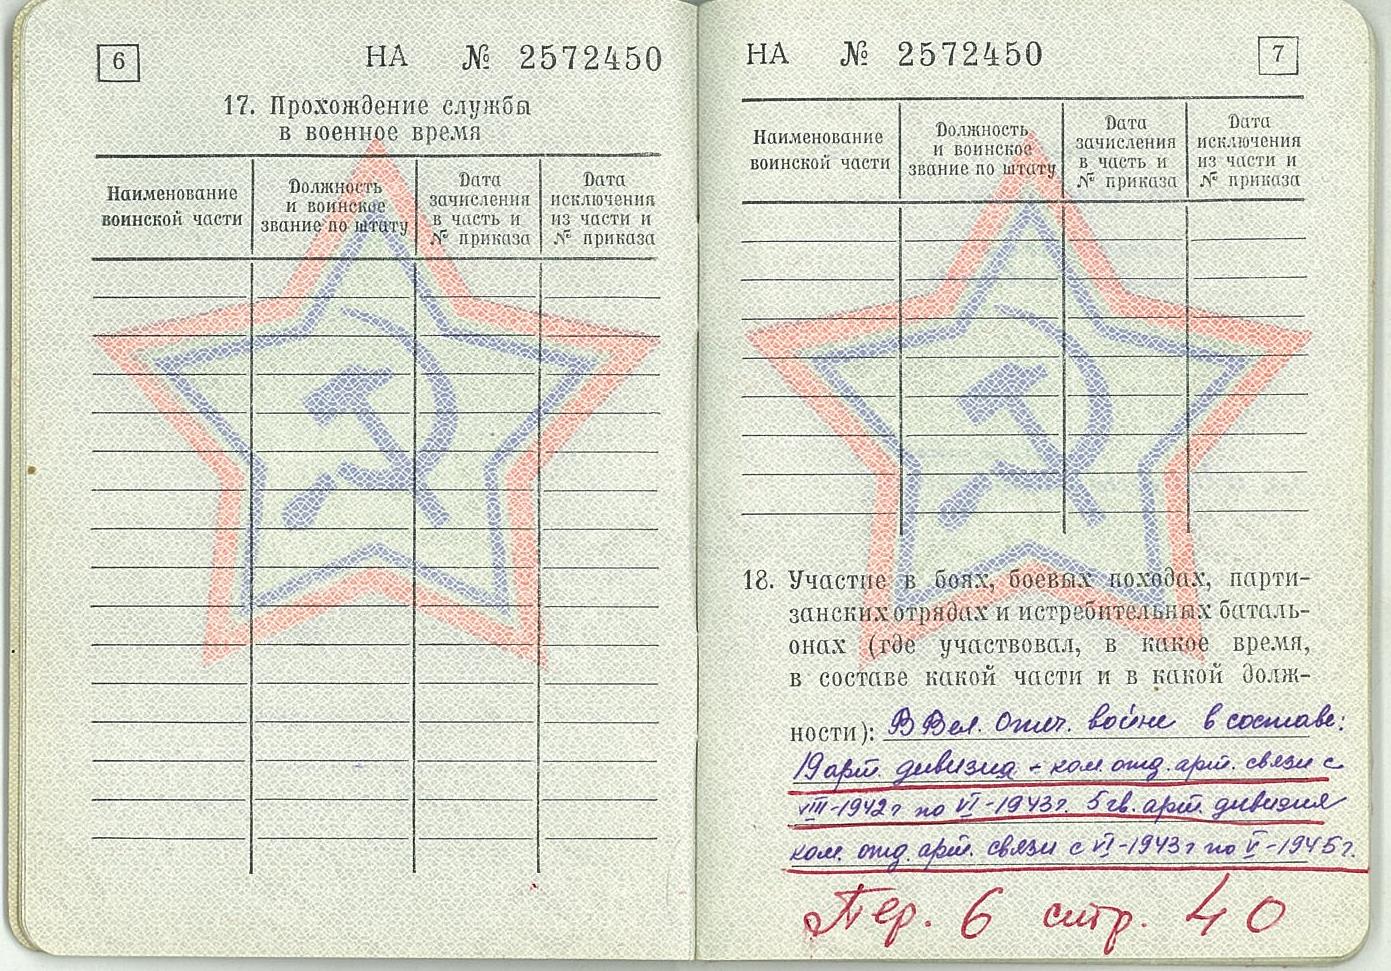 6
НА № 2572450
17. Прохождение службы
в военное время
Наименование
воинской части
Должность
и воинское
звание по штату
Дата
зачисления
в часть и
№ приказа
Дата
исключения
из части и
№ приказа
НА № 2572450
7
Наименование
воинской части
Должность
и воинское
звание по штату
Дата
зачисления
в часть и
№ приказа
Дата
исключения
из части и
№ приказа
18. Участие в боях, боевых походах, парти-
занских отрядах и истребительных баталь-
онах (где участвовал, в какое время,
в составе какой части и в какой долж-
ности): В Вел. Отеч. войне в составе:
19 арт. дивизиа - ком. отд. арт. связи с
VIII-1942г по VI-1943г. 5 гв. арт. дивизия
ком. отд. арт. связи с VI-1943г по V-1945г.
Пер. 6 стр. 40